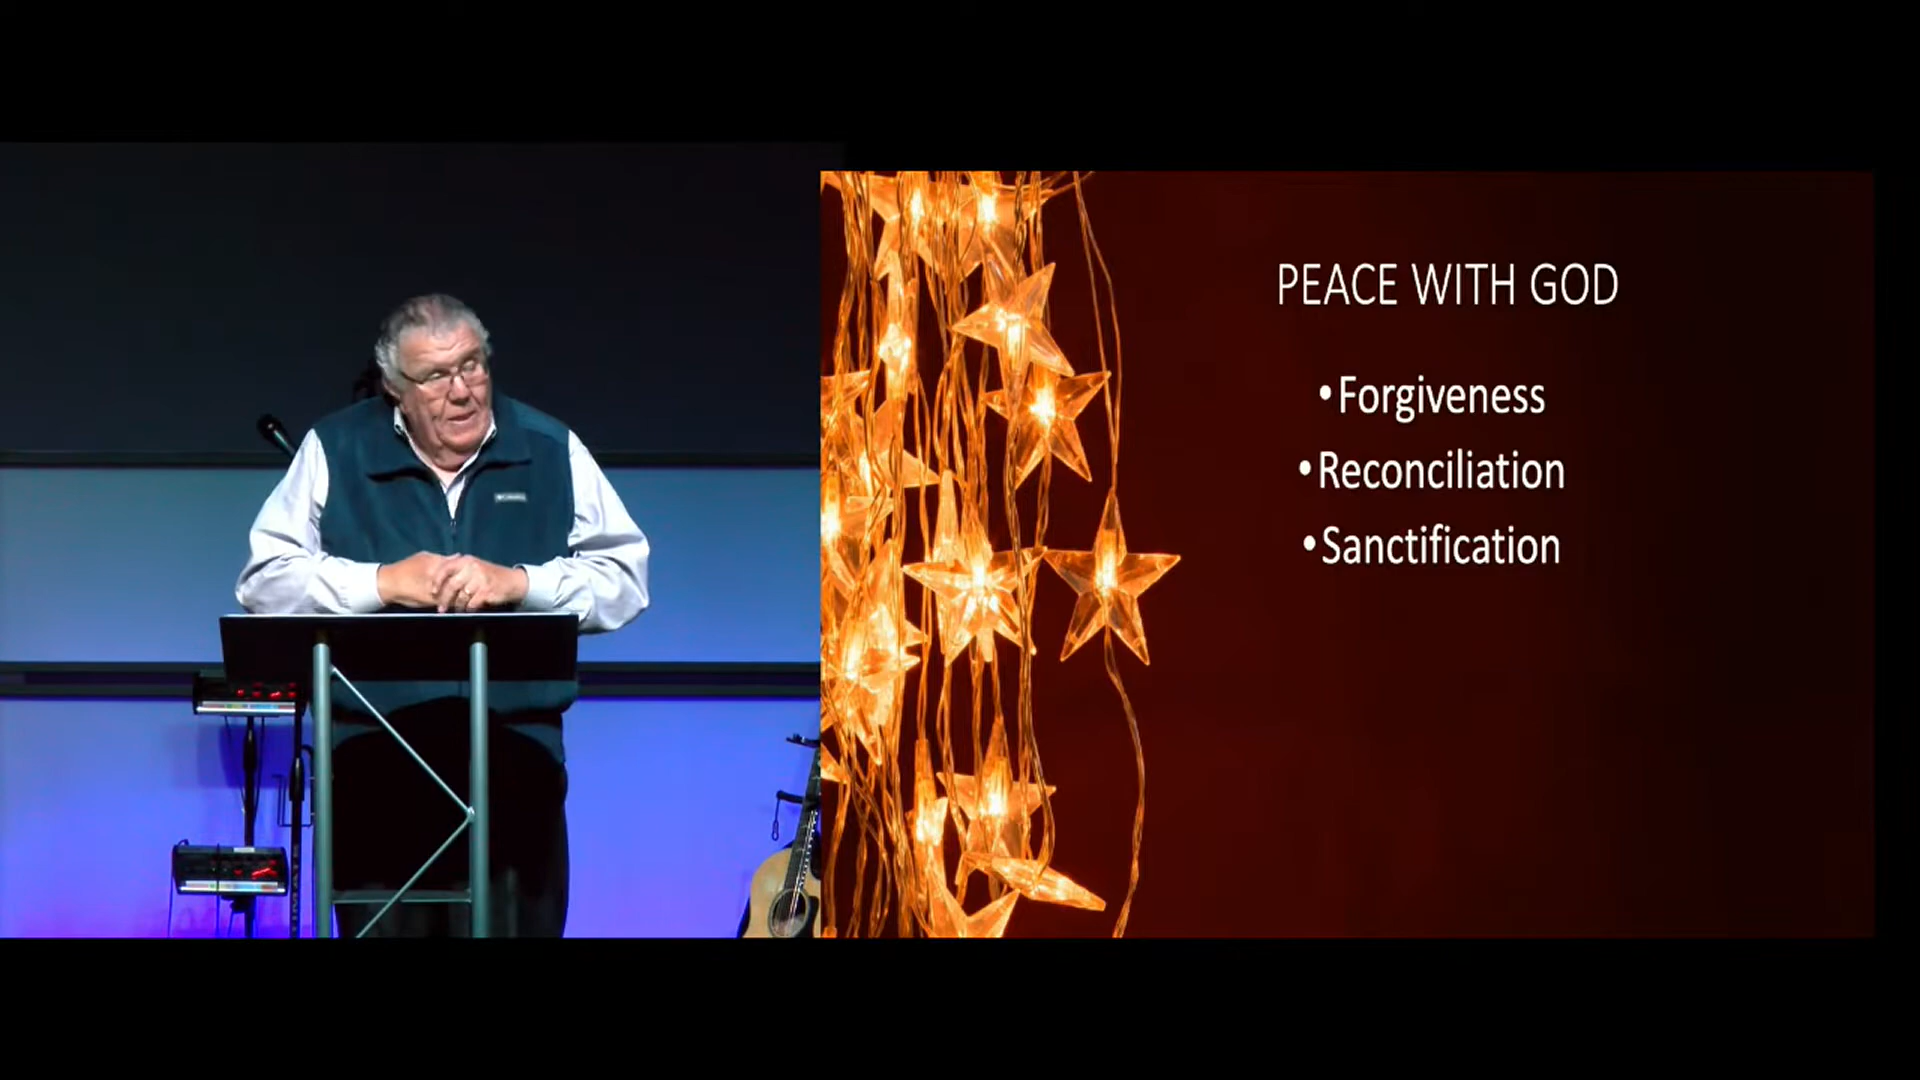 PEACE WITH GOD
•Forgiveness
•Reconciliation
•Sanctification